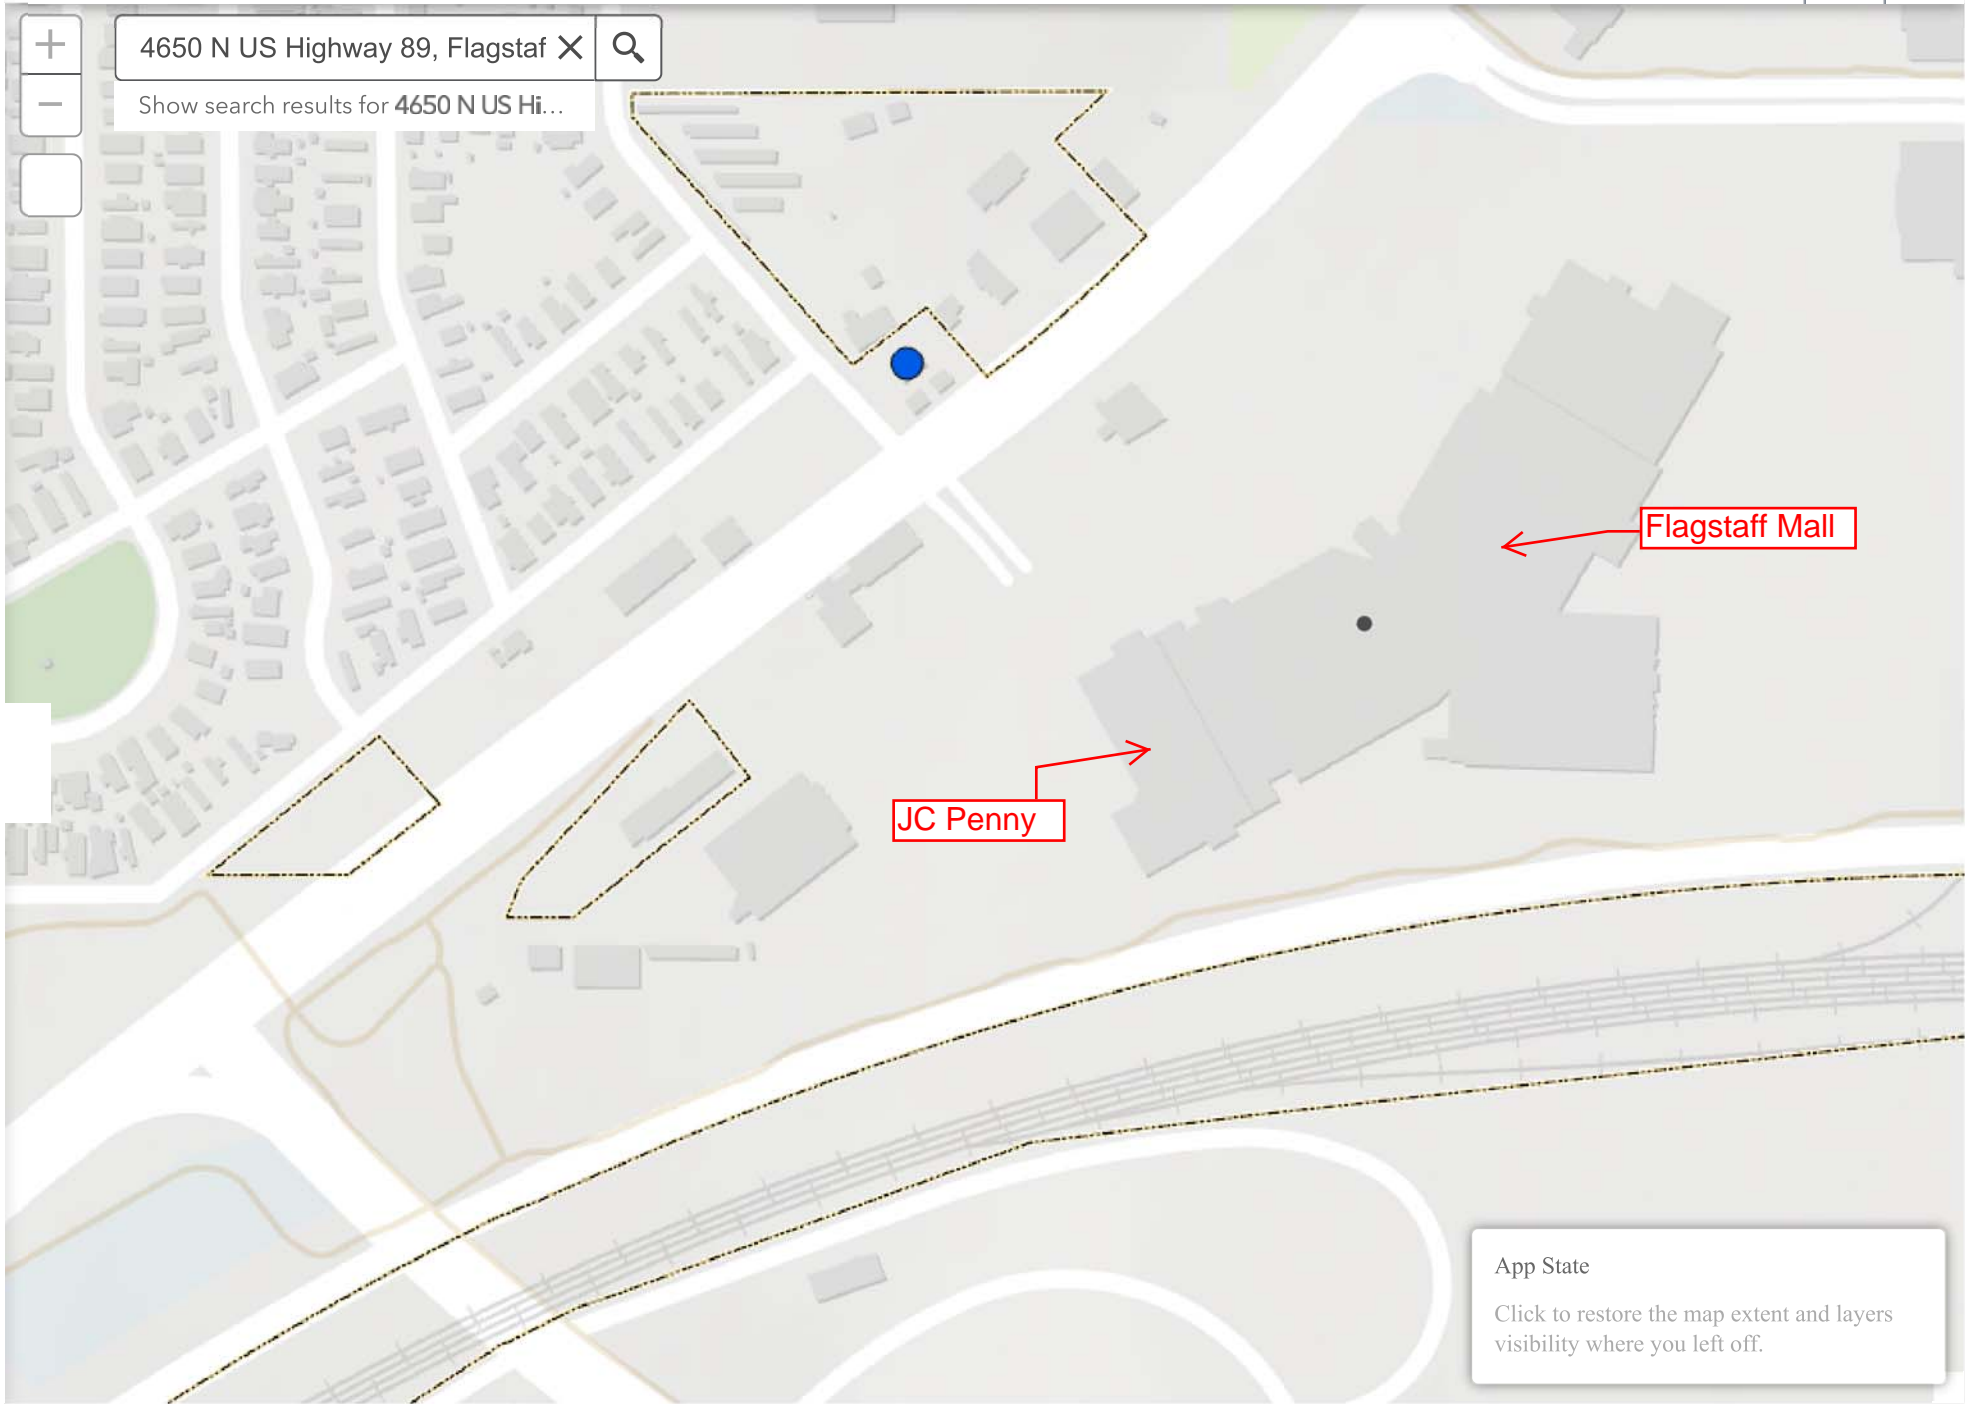 4650 N US Highway 89, Flagstaf
Show search results for 4650 N US Hi...
Flagstaff Mall
JC Penny
App State
Click to restore the map extent and layers
visibility where you left off.